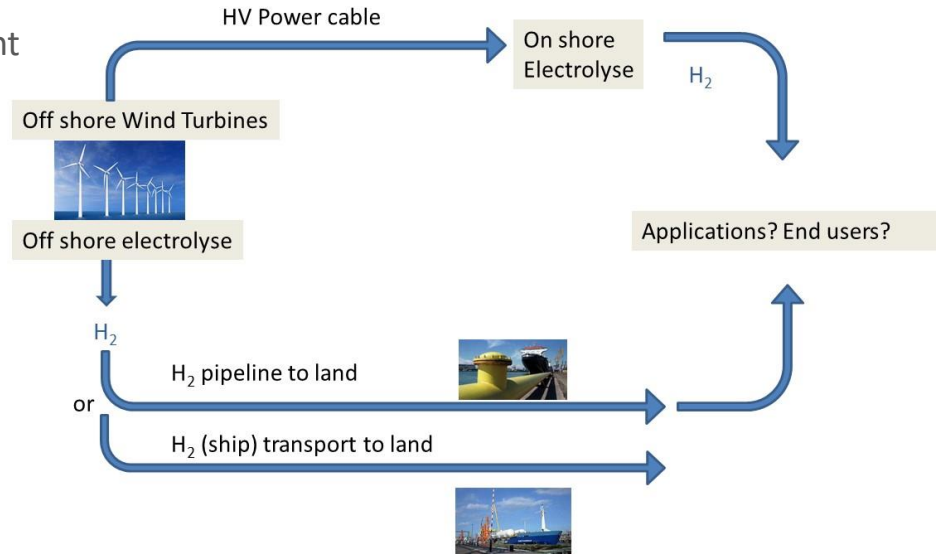 HV Power cable
nt
On shore
Electrolyse
H₂
Off shore Wind Turbines
Off shore electrolyse
Applications? End users?
H₂
H₂ pipeline to land
or
H₂ (ship) transport to land